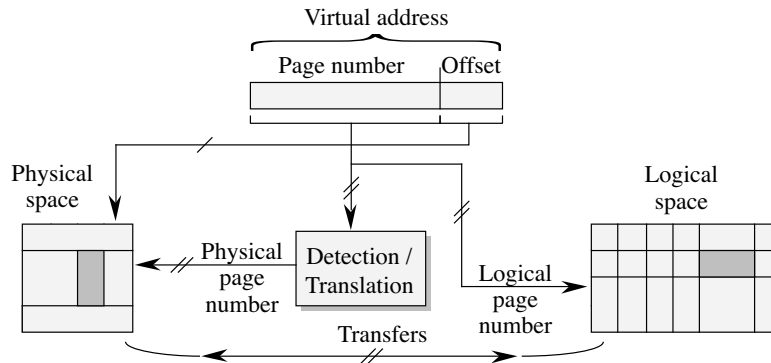 Virtual address
Page number
Offset
Physical
space
Logical
space
Physical
page
number
Detection /
Translation
Logical
page
number
Transfers